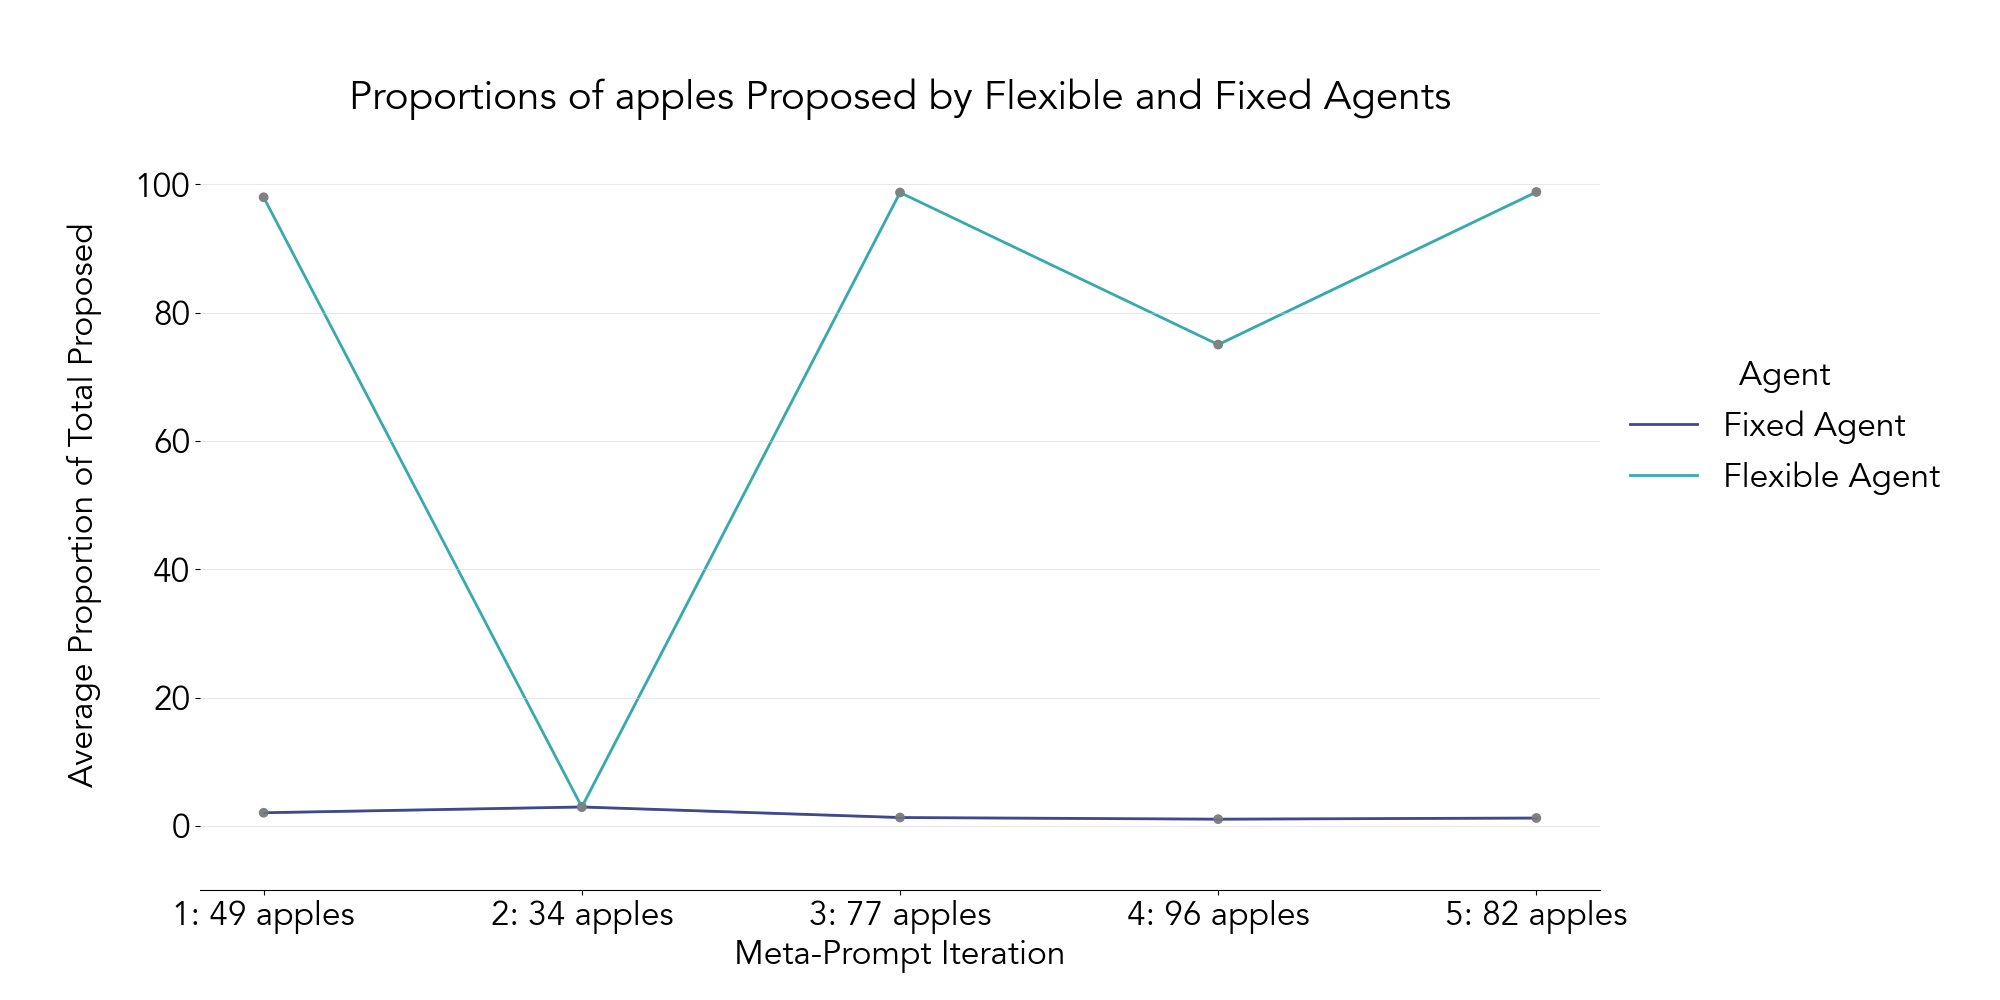 Proportions of apples Proposed by Flexible and Fixed Agents
Average Proportion of Total Proposed
100
80
60
40
20
0
1: 49 apples
2: 34 apples
3: 77 apples
4: 96 apples
5: 82 apples
Meta-Prompt Iteration
Agent
Fixed Agent
Flexible Agent